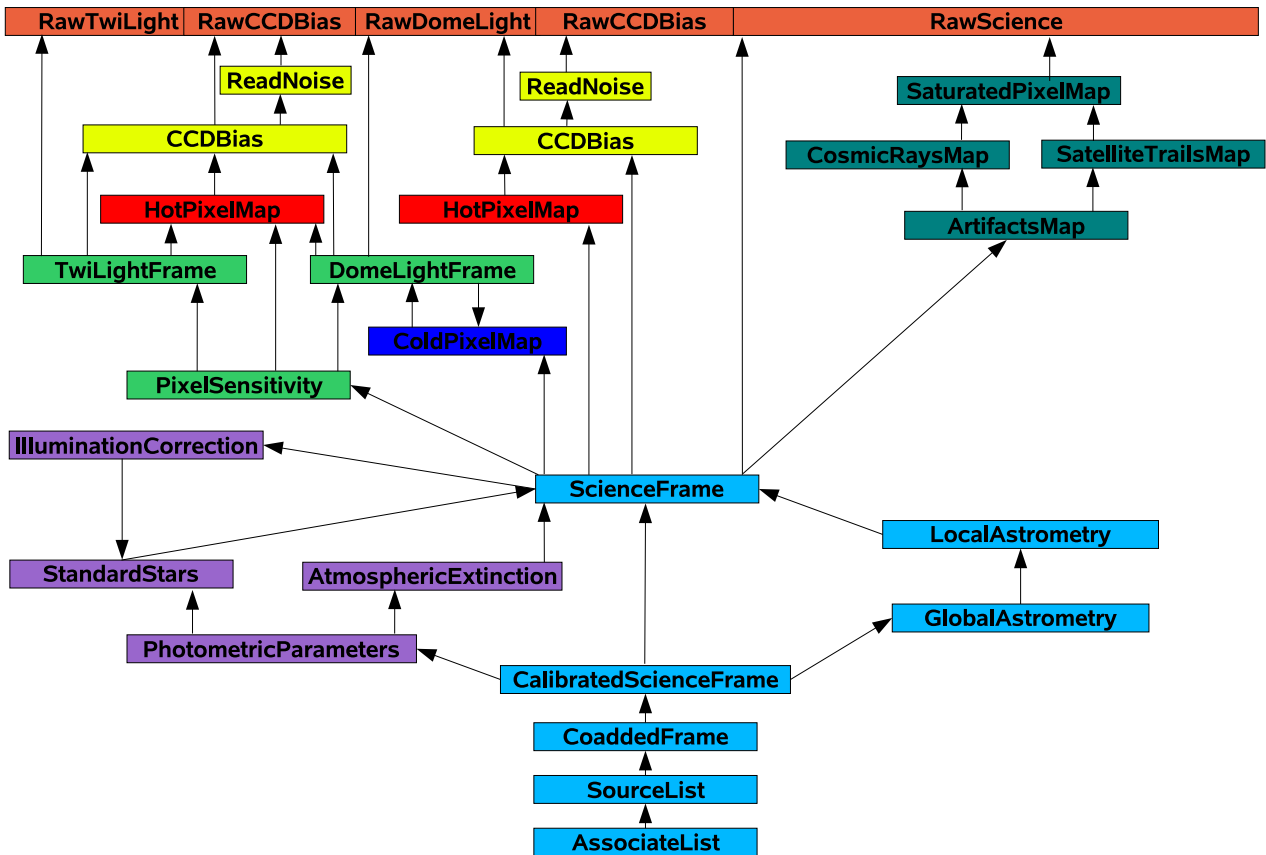 RawTwiLight
RawCCDBias
RawDomeLight
RawCCDBias
RawScience
ReadNoise
ReadNoise
SaturatedPixelMap
CCDBias
CCDBias
CosmicRaysMap
SatelliteTrailsMap
HotPixelMap
HotPixelMap
ArtifactsMap
TwiLightFrame
DomeLightFrame
ColdPixelMap
PixelSensitivity
IlluminationCorrection
ScienceFrame
LocalAstrometry
StandardStars
AtmosphericExtinction
GlobalAstrometry
PhotometricParameters
CalibratedScienceFrame
CoaddedFrame
SourceList
AssociateList